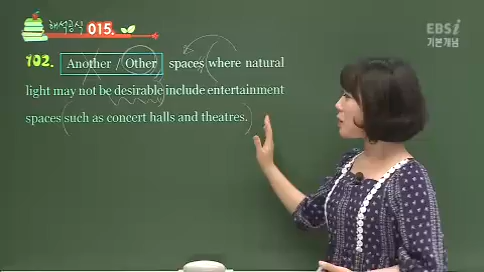 해석공식 015.
EBSi
기본개념
102. Another / Other spaces where natural
light may not be desirable include entertainment
spaces such as concert halls and theatres.